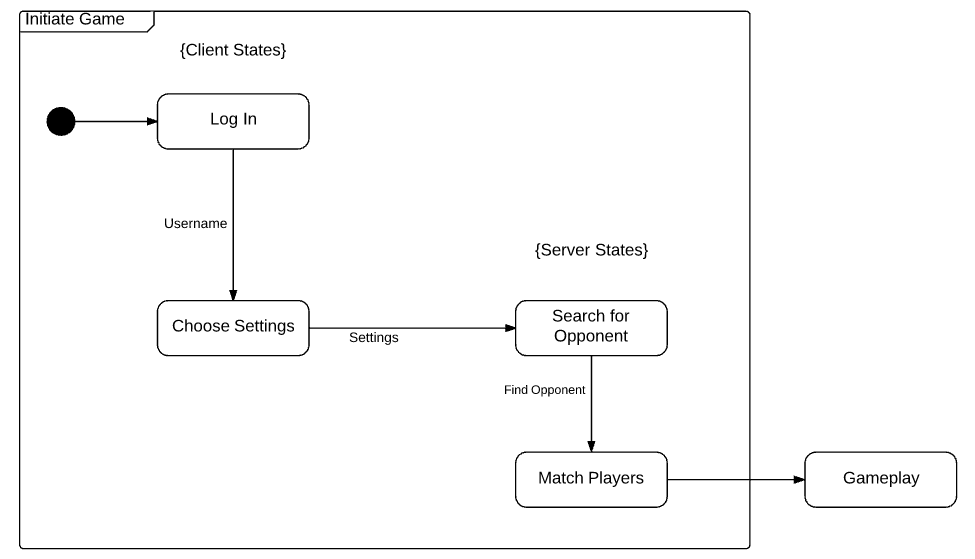 Initiate Game
{Client States}
Log In
Username
{Server States}
Choose Settings
Settings
Search for
Opponent
Find Opponent
Match Players
Gameplay